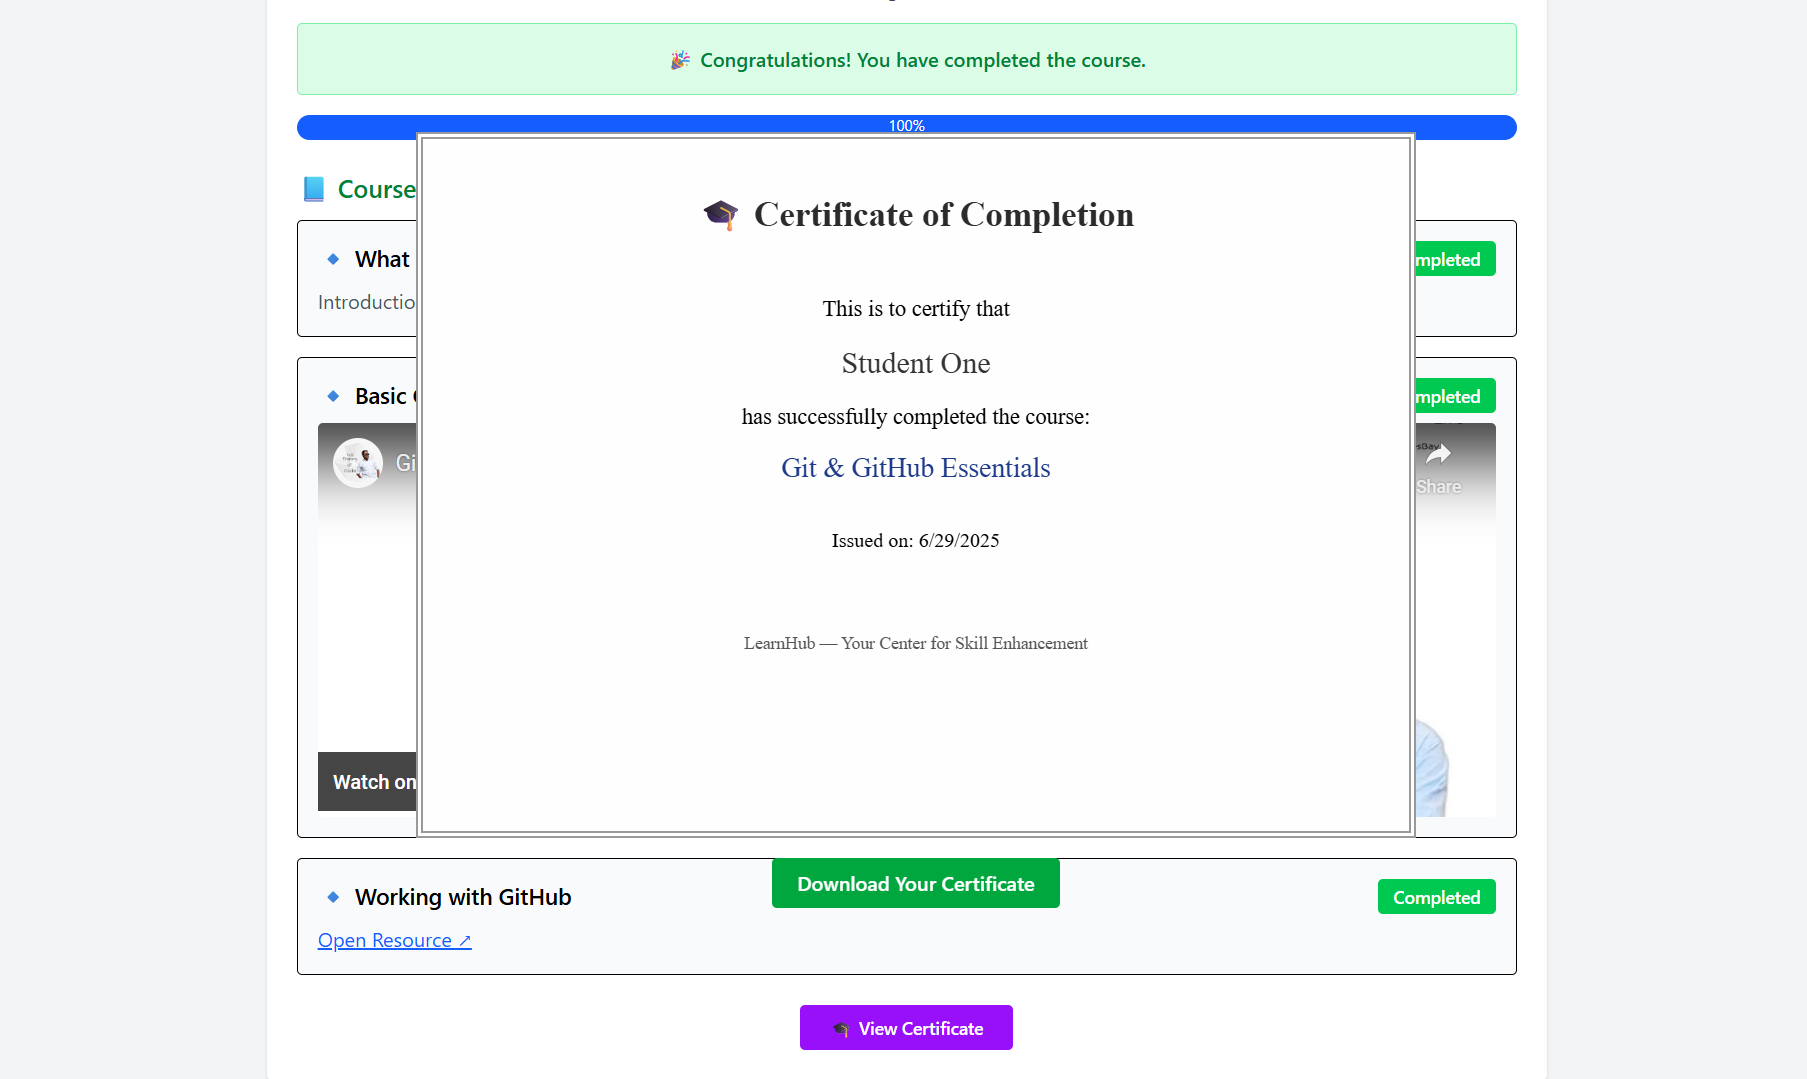 🎉 Congratulations! You have completed the course.
100%
📘 Course
🎓 Certificate of Completion
🔹 What
mpleted
Introductio
This is to certify that
Student One
🔹 Basic
mpleted
has successfully completed the course:
Gi
Git & GitHub Essentials
Share
Issued on: 6/29/2025
LearnHub — Your Center for Skill Enhancement
Watch on
Download Your Certificate
🔹 Working with GitHub
Completed
Open Resource ↗
🎓 View Certificate